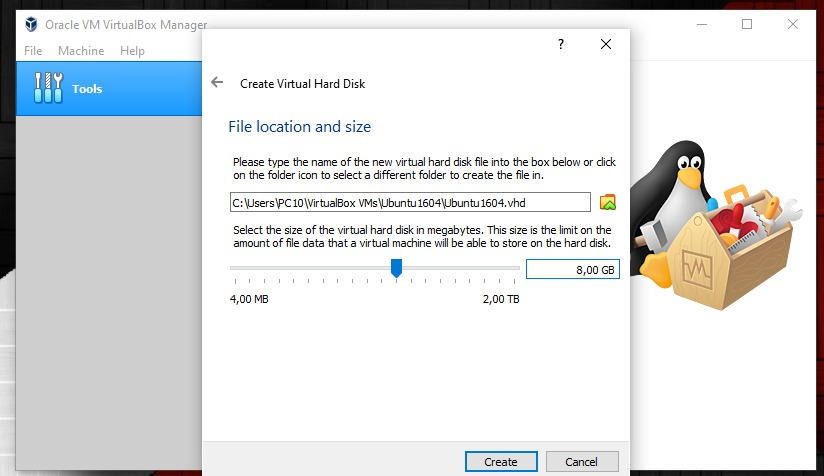 Oracle VM VirtualBox Manager
File Machine Help
Tools
?
Create Virtual Hard Disk
File location and size
Please type the name of the new virtual hard disk file into the box below or click
on the folder icon to select a different folder to create the file in.
C:\Users\PC10\VirtualBox VMs\Ubuntu1604\Ubuntu1604.vhd
Select the size of the virtual hard disk in megabytes. This size is the limit on the
amount of file data that a virtual machine will be able to store on the hard disk.
8,00 GB
4,00 MB 2,00 TB
Create Cancel